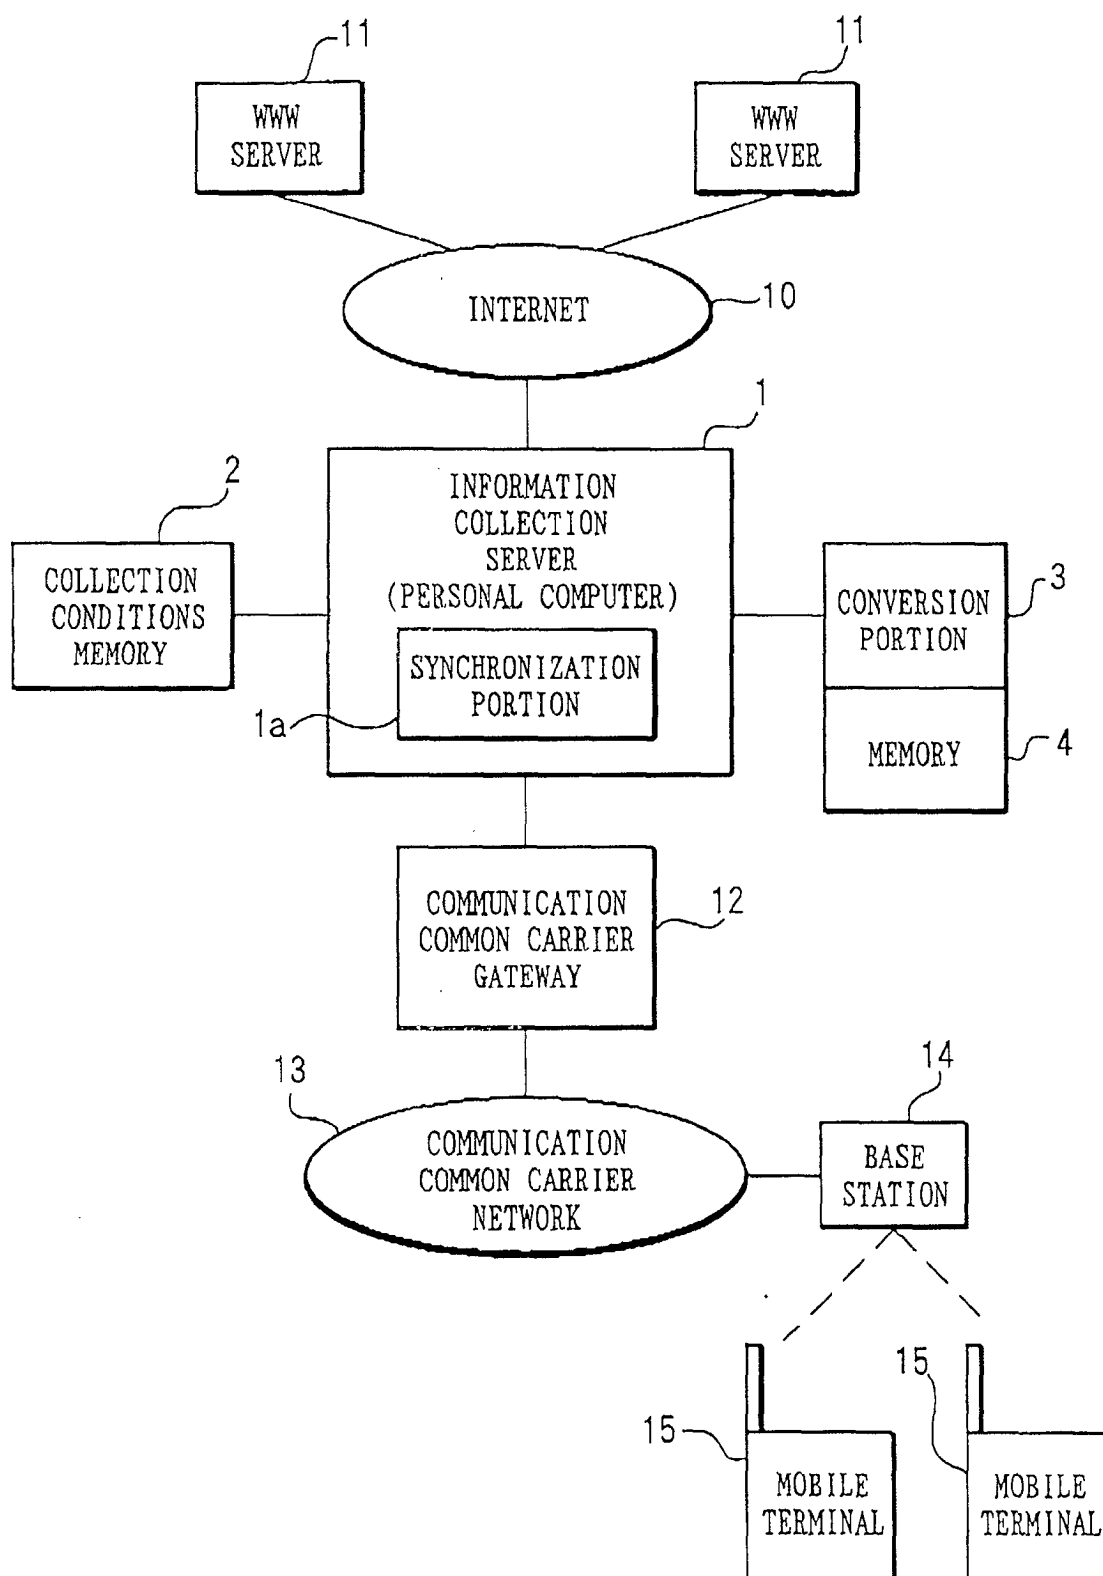 11
11
WWW
SERVER
WWW
SERVER
INTERNET
10
1
INFORMATION
COLLECTION
SERVER
(PERSONAL COMPUTER)
2
COLLECTION
CONDITIONS
MEMORY
SYNCHRONIZATION
PORTION
1a
CONVERSION
PORTION
3
MEMORY
4
COMMUNICATION
COMMON CARRIER
GATEWAY
12
13
COMMUNICATION
COMMON CARRIER
NETWORK
14
BASE
STATION
15
15
MOBILE
TERMINAL
MOBILE
TERMINAL